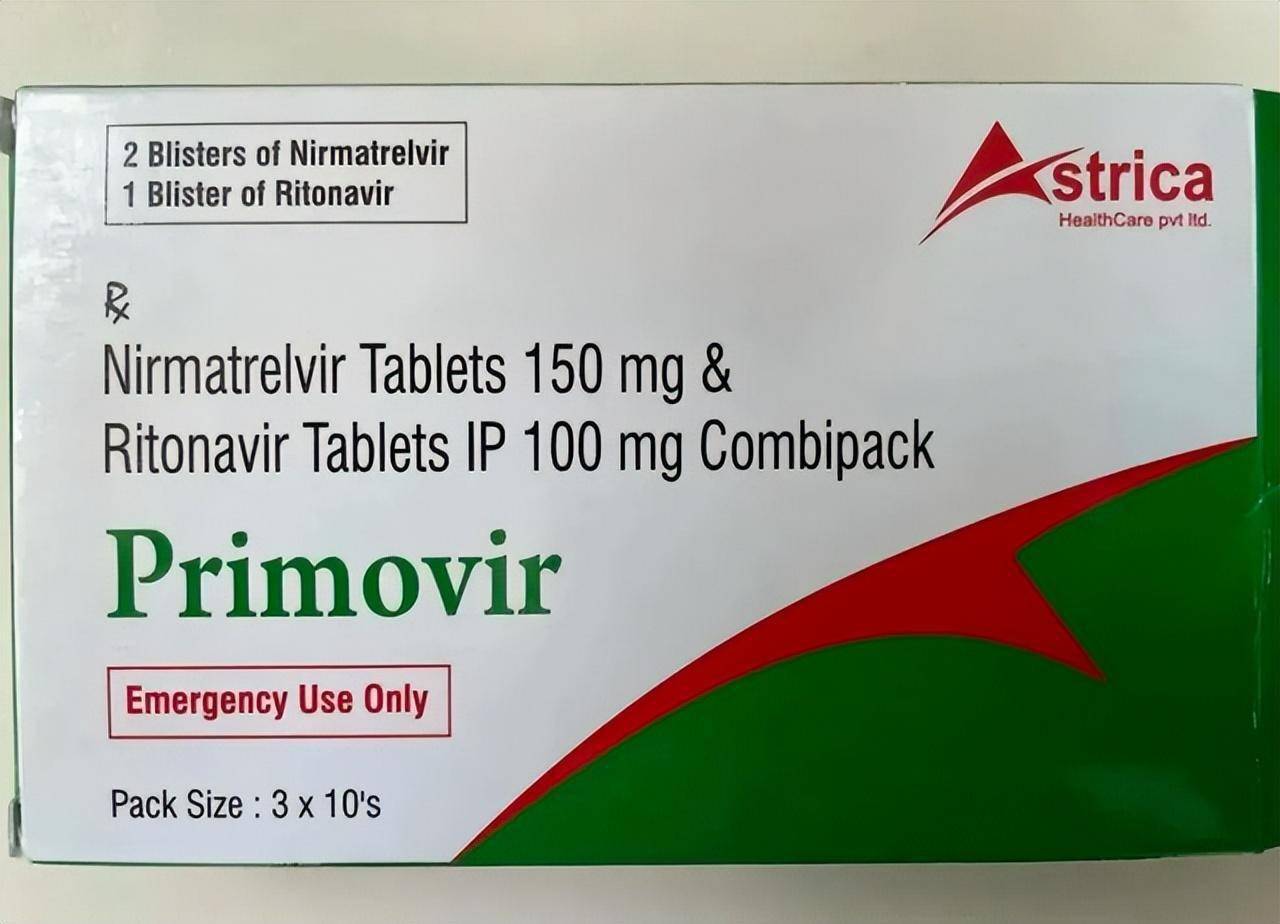 2 Blisters of Nirmatrelvir
1 Blister of Ritonavir
Astrica
HealthCare pvt ltd.
℞
Nirmatrelvir Tablets 150 mg &
Ritonavir Tablets IP 100 mg Combipack
Primovir
Emergency Use Only
Pack Size : 3 x 10's